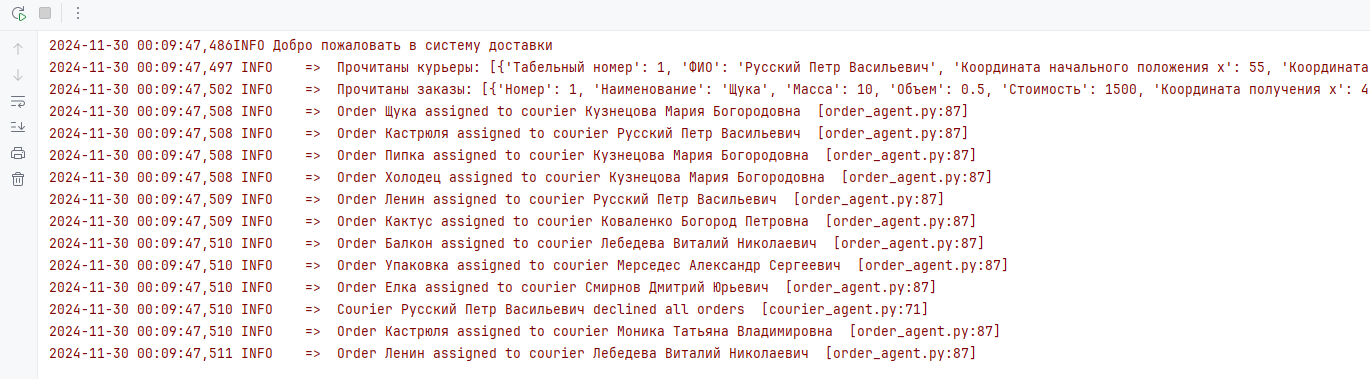 2024-11-30 00:09:47,486INFO Добро пожаловать в систему доставки
2024-11-30 00:09:47,497 INFO    =>  Прочитаны курьеры: [{'Табельный номер': 1, 'ФИО': 'Русский Петр Васильевич', 'Координата начального положения x': 55, 'Координата
2024-11-30 00:09:47,502 INFO    =>  Прочитаны заказы: [{'Номер': 1, 'Наименование': 'Щука', 'Масса': 10, 'Объем': 0.5, 'Стоимость': 1500, 'Координата получения x': 4
2024-11-30 00:09:47,508 INFO    =>  Order Щука assigned to courier Кузнецова Мария Богородовна  [order_agent.py:87]
2024-11-30 00:09:47,508 INFO    =>  Order Кастрюля assigned to courier Русский Петр Васильевич  [order_agent.py:87]
2024-11-30 00:09:47,508 INFO    =>  Order Пипка assigned to courier Кузнецова Мария Богородовна  [order_agent.py:87]
2024-11-30 00:09:47,508 INFO    =>  Order Холодец assigned to courier Кузнецова Мария Богородовна  [order_agent.py:87]
2024-11-30 00:09:47,509 INFO    =>  Order Ленин assigned to courier Русский Петр Васильевич  [order_agent.py:87]
2024-11-30 00:09:47,509 INFO    =>  Order Кактус assigned to courier Коваленко Богород Петровна  [order_agent.py:87]
2024-11-30 00:09:47,510 INFO    =>  Order Балкон assigned to courier Лебедева Виталий Николаевич  [order_agent.py:87]
2024-11-30 00:09:47,510 INFO    =>  Order Упаковка assigned to courier Мерседес Александр Сергеевич  [order_agent.py:87]
2024-11-30 00:09:47,510 INFO    =>  Order Елка assigned to courier Смирнов Дмитрий Юрьевич  [order_agent.py:87]
2024-11-30 00:09:47,510 INFO    =>  Courier Русский Петр Васильевич declined all orders  [courier_agent.py:71]
2024-11-30 00:09:47,510 INFO    =>  Order Кастрюля assigned to courier Моника Татьяна Владимировна  [order_agent.py:87]
2024-11-30 00:09:47,511 INFO    =>  Order Ленин assigned to courier Лебедева Виталий Николаевич  [order_agent.py:87]